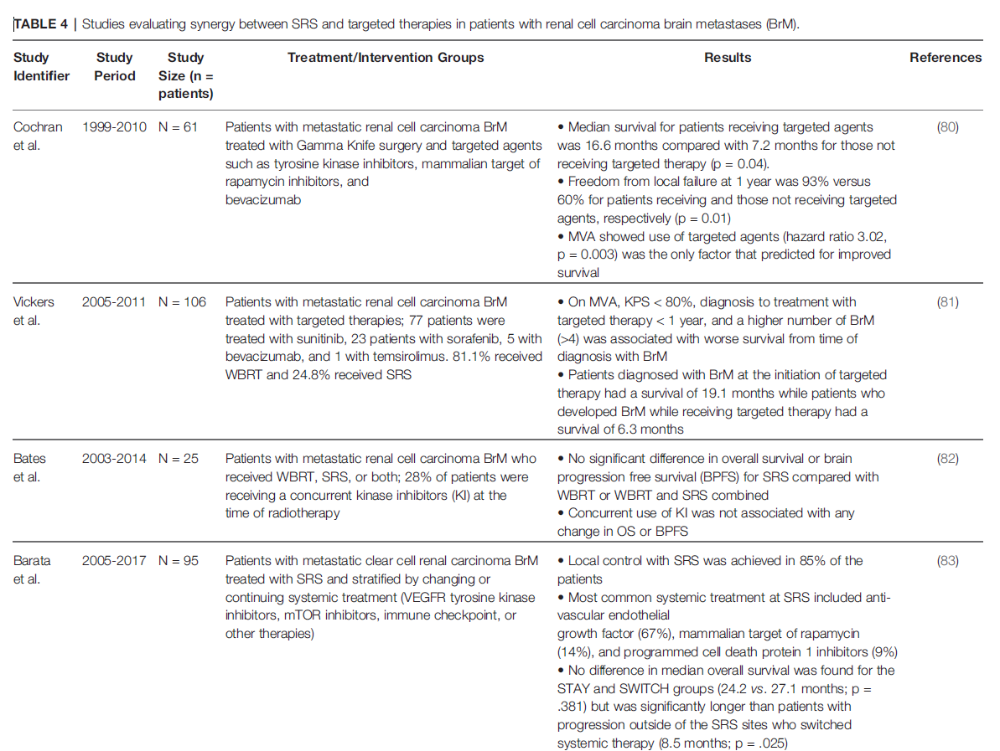 TABLE 4 | Studies evaluating synergy between SRS and targeted therapies in patients with renal cell carcinoma brain metastases (BrM).
Study Identifier
Study Period
Study Size (n = patients)
Treatment/Intervention Groups
Results
References
Cochran et al.
1999-2010
N = 61
Patients with metastatic renal cell carcinoma BrM
treated with Gamma Knife surgery and targeted agents
such as tyrosine kinase inhibitors, mammalian target of
rapamycin inhibitors, and
bevacizumab
• Median survival for patients receiving targeted agents
was 16.6 months compared with 7.2 months for those not
receiving targeted therapy (p = 0.04).
• Freedom from local failure at 1 year was 93% versus
60% for patients receiving and those not receiving targeted
agents, respectively (p = 0.01)
• MVA showed use of targeted agents (hazard ratio 3.02,
p = 0.003) was the only factor that predicted for improved
survival
(80)
Vickers et al.
2005-2011
N = 106
Patients with metastatic renal cell carcinoma BrM
treated with targeted therapies; 77 patients were
treated with sunitinib, 23 patients with sorafenib, 5 with
bevacizumab, and 1 with temsirolimus. 81.1% received
WBRT and 24.8% received SRS
• On MVA, KPS < 80%, diagnosis to treatment with
targeted therapy < 1 year, and a higher number of BrM
(>4) was associated with worse survival from time of
diagnosis with BrM
• Patients diagnosed with BrM at the initiation of targeted
therapy had a survival of 19.1 months while patients who
developed BrM while receiving targeted therapy had a
survival of 6.3 months
(81)
Bates et al.
2003-2014
N = 25
Patients with metastatic renal cell carcinoma BrM who
received WBRT, SRS, or both; 28% of patients were
receiving a concurrent kinase inhibitors (KI) at the
time of radiotherapy
• No significant difference in overall survival or brain
progression free survival (BPFS) for SRS compared with
WBRT or WBRT and SRS combined
• Concurrent use of KI was not associated with any
change in OS or BPFS
(82)
Barata et al.
2005-2017
N = 95
Patients with metastatic clear cell renal carcinoma BrM
treated with SRS and stratified by changing or
continuing systemic treatment (VEGFR tyrosine kinase
inhibitors, mTOR inhibitors, immune checkpoint, or
other therapies)
• Local control with SRS was achieved in 85% of the
patients
• Most common systemic treatment at SRS included anti-
vascular endothelial
growth factor (67%), mammalian target of rapamycin
(14%), and programmed cell death protein 1 inhibitors (9%)
• No difference in median overall survival was found for the
STAY and SWITCH groups (24.2 vs. 27.1 months; p =
.381) but was significantly longer than patients with
progression outside of the SRS sites who switched
systemic therapy (8.5 months; p = .025)
(83)